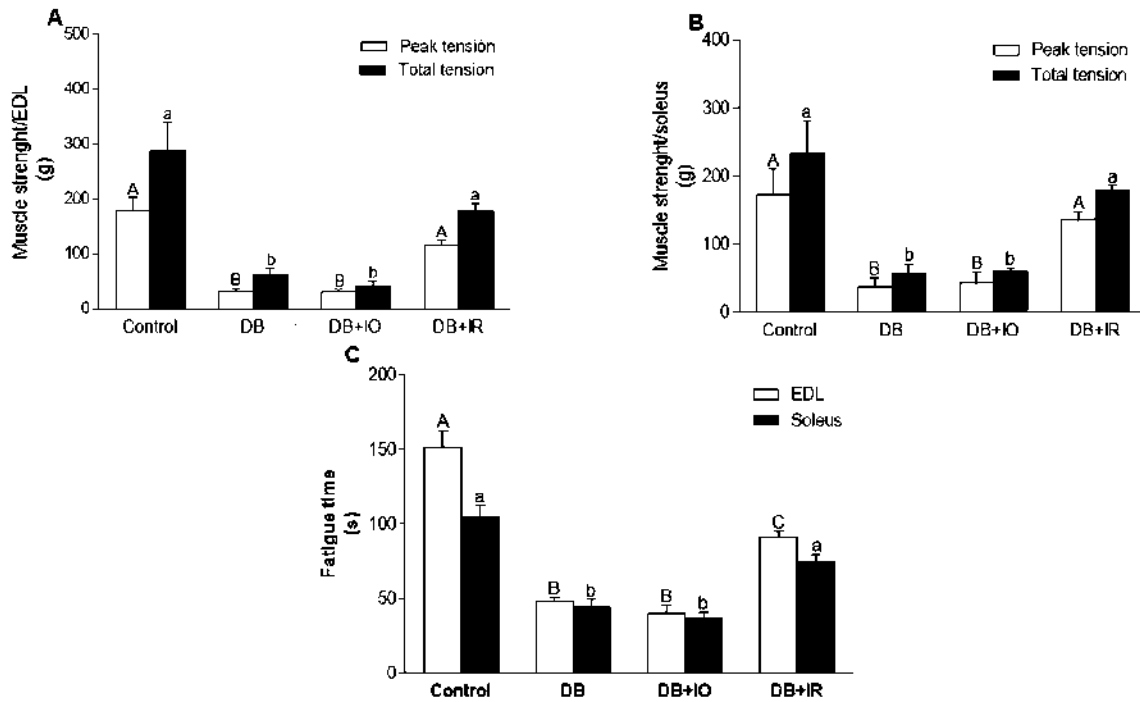 A
500
400
300
200
100
0
Muscle strenght/EDL
(g)
Peak tension
Total tension
A
a
B
b
B
b
A
a
Control DB DB+IO DB+IR
B
400
300
200
100
0
Muscle strenght/soleus
(g)
Peak tension
Total tension
A
a
B
b
B
b
A
a
Control DB DB+IO DB+IR
C
200
150
100
50
0
Fatigue time
(s)
EDL
Soleus
A
a
B
b
B
b
C
a
Control DB DB+IO DB+IR